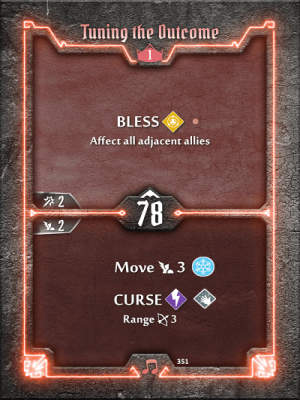 Tuning the Outcome
1
BLESS
Affect all adjacent allies
2
78
2
Move 3
CURSE
Range 3
351